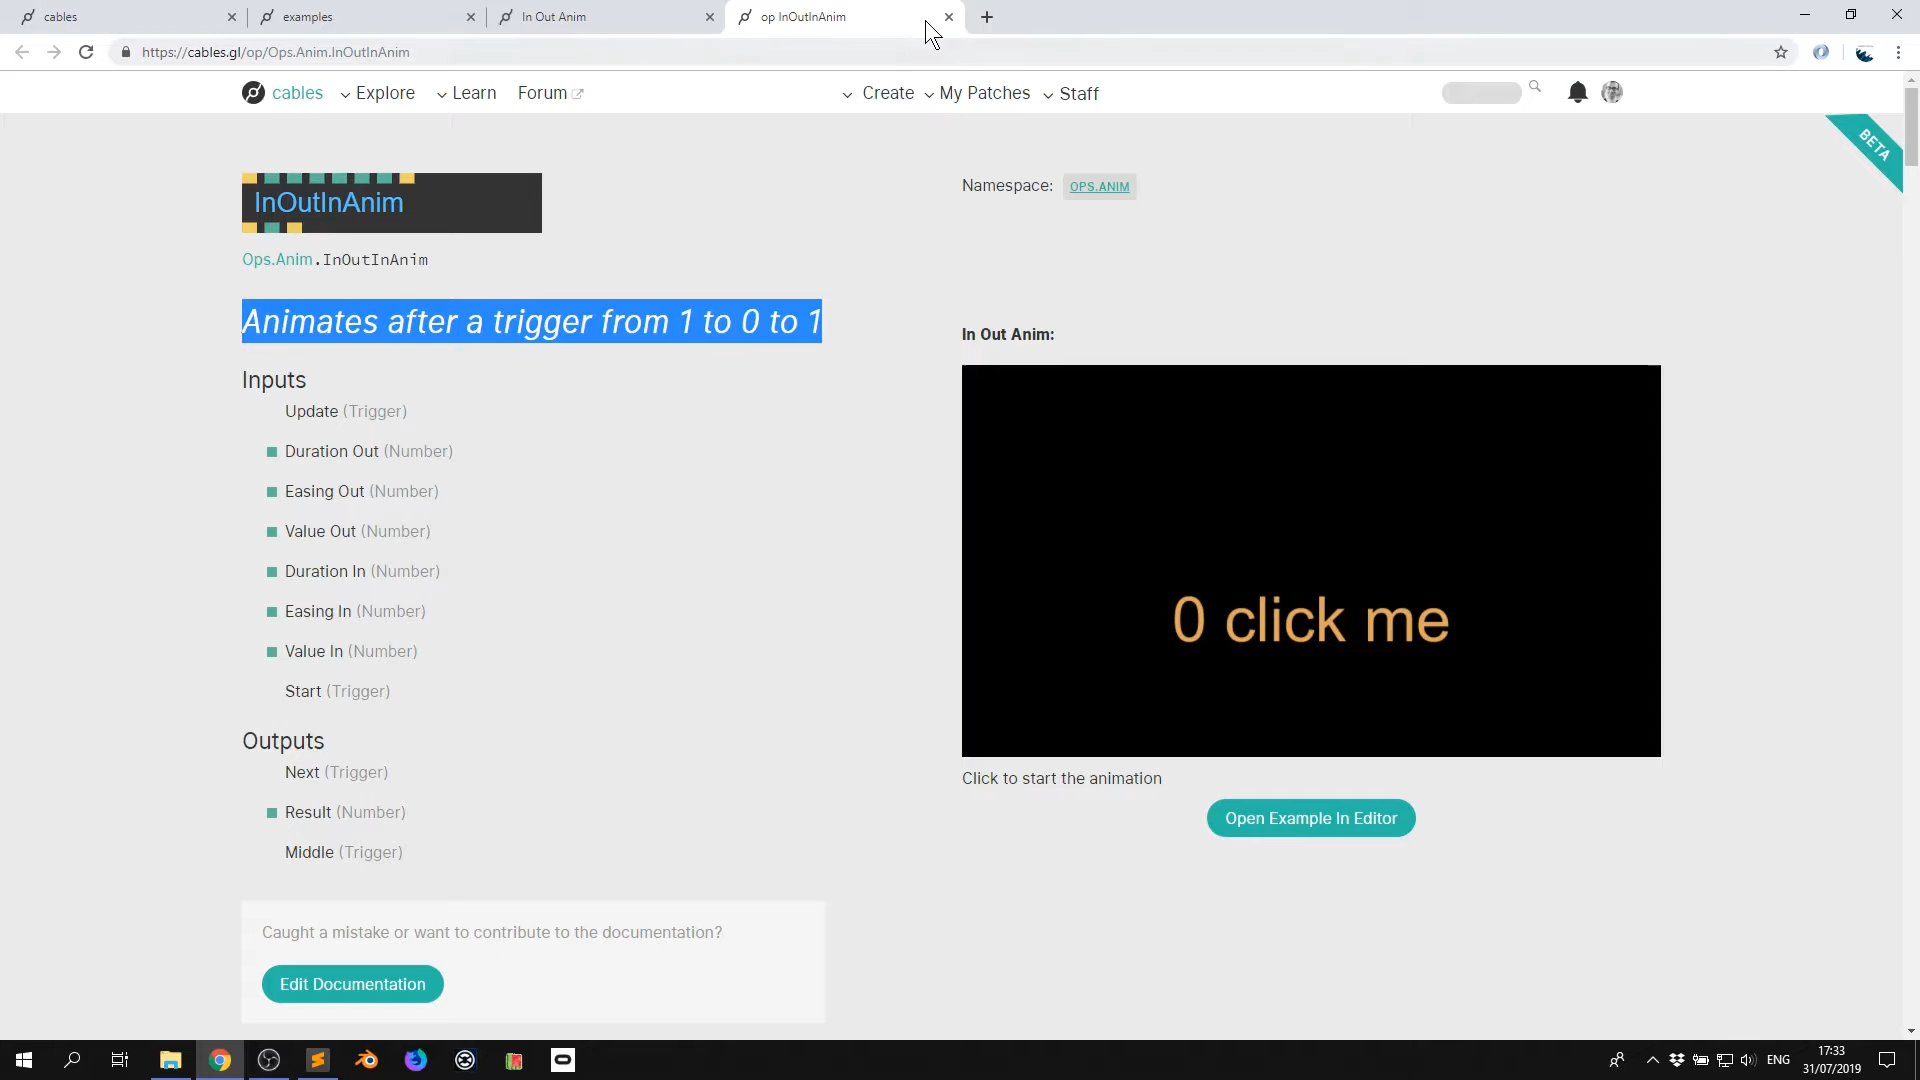 cables
examples
In Out Anim
op InOutInAnim
https://cables.gl/op/Ops.Anim.InOutInAnim
cables Explore Learn Forum Create My Patches Staff
BETA
InOutInAnim
Namespace: OPS.ANIM
Ops.Anim.InOutInAnim
Animates after a trigger from 1 to 0 to 1
In Out Anim:
Inputs
Update (Trigger)
Duration Out (Number)
Easing Out (Number)
Value Out (Number)
Duration In (Number)
Easing In (Number)
Value In (Number)
Start (Trigger)
0 click me
Outputs
Next (Trigger)
Result (Number)
Middle (Trigger)
Click to start the animation
Open Example In Editor
Caught a mistake or want to contribute to the documentation?
Edit Documentation
ENG
17:33
31/07/2019